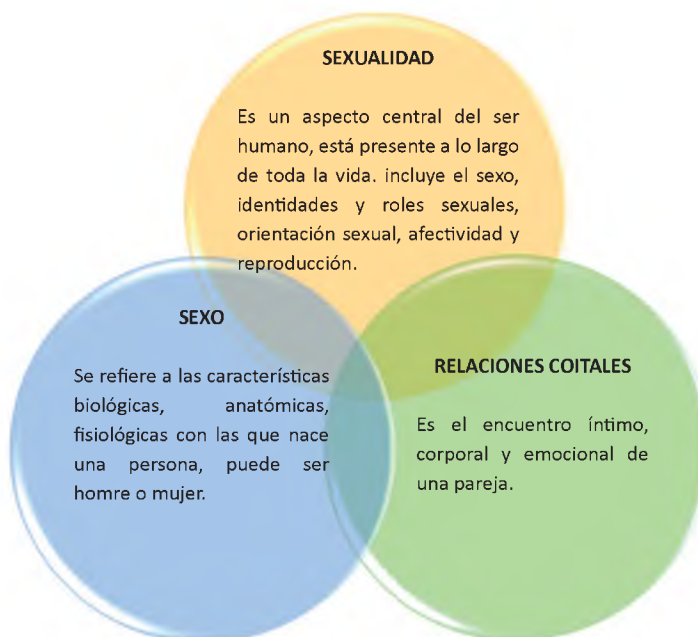 SEXUALIDAD
Es un aspecto central del ser
humano, está presente a lo largo
de toda la vida. incluye el sexo,
identidades y roles sexuales,
orientación sexual, afectividad y
reproducción.
SEXO
Se refiere a las características
biológicas, anatómicas,
fisiológicas con las que nace
una persona, puede ser
homre o mujer.
RELACIONES COITALES
Es el encuentro íntimo,
corporal y emocional de
una pareja.